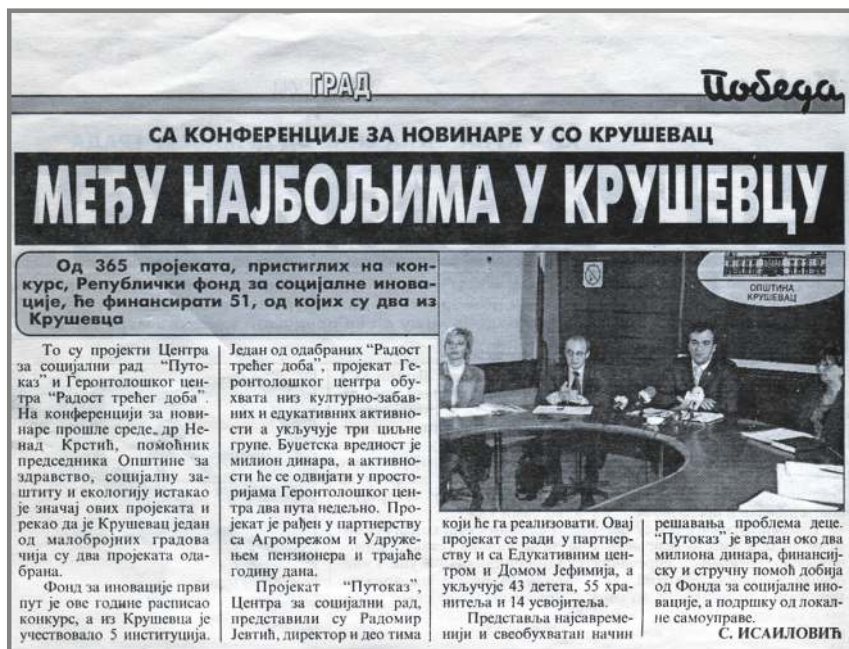 ГРАД
Победа
СА КОНФЕРЕНЦИЈЕ ЗА НОВИНАРЕ У СО КРУШЕВАЦ
МЕЂУ НАЈБОЉИМА У КРУШЕВЦУ
Од 365 пројеката, пристиглих на кон-
курс, Републички фонд за социјалне инова-
ције, ће финансирати 51, од којих су два из
Крушевца
То су пројекти Центра
за социјални рад “Путо-
каз” и Геронтолошког цен-
тра “Радост трећег доба”.
На конференцији за нови-
наре прошле среде, др Не-
над Крстић, помоћник
председника Општине за
здравство, социјалну за-
штиту и екологију истакао
је значај ових пројеката и
рекао да је Крушевац један
од малобројних градова
чија су два пројеката ода-
брана.
Фонд за иновације први
пут је ове године расписао
конкурс, а из Крушевца је
учествовало 5 институција.
Један од одабраних “Радост
трећег доба”, пројекат Ге-
ронтолошког центра обу-
хвата низ културно-забав-
них и едукативних активно-
сти а укључује три циљне
групе. Буџетска вредност је
милион динара, а активно-
сти ће се одвијати у просто-
ријама Геронтолошког цен-
тра два пута недељно. Про-
јекат је рађен у партнерству
са Агромрежом и Удруже-
њем пензионера и трајаће
годину дана.
Пројекат “Путоказ”,
Центра за социјални рад,
представили су Радомир
Јевтић, директор и део тима
ОПШТИНА
КРУШЕВАЦ
који ће га реализовати. Овај
пројекат се ради у партнер-
ству и са Едукативним цен-
тром и Домом Јефимија, а
укључује 43 детета, 55 хра-
нитеља и 14 усвојитеља.
Представља најсавреме-
нији и свеобухватан начин
решавања проблема деце.
“Путоказ” је вредан око два
милиона динара, финансиј-
ску и стручну помоћ добија
од Фонда за социјалне ино-
вације, а подршку од локал-
не самоуправе.
С. ИСАИЛОВИЋ